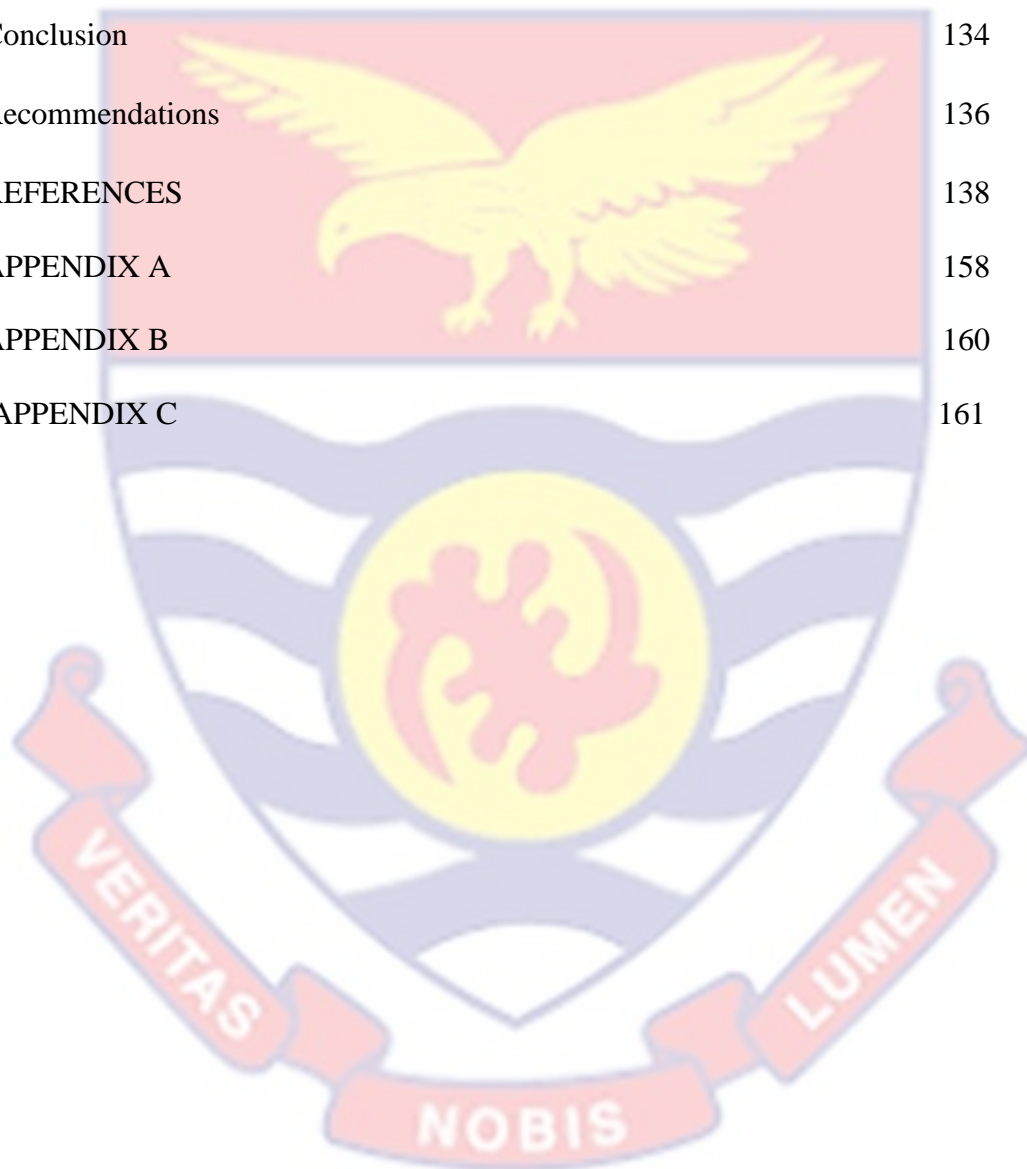 Conclusion 134
Recommendations 136
REFERENCES 138
APPENDIX A 158
APPENDIX B 160
APPENDIX C 161
VERITAS
NOBIS
LUMEN